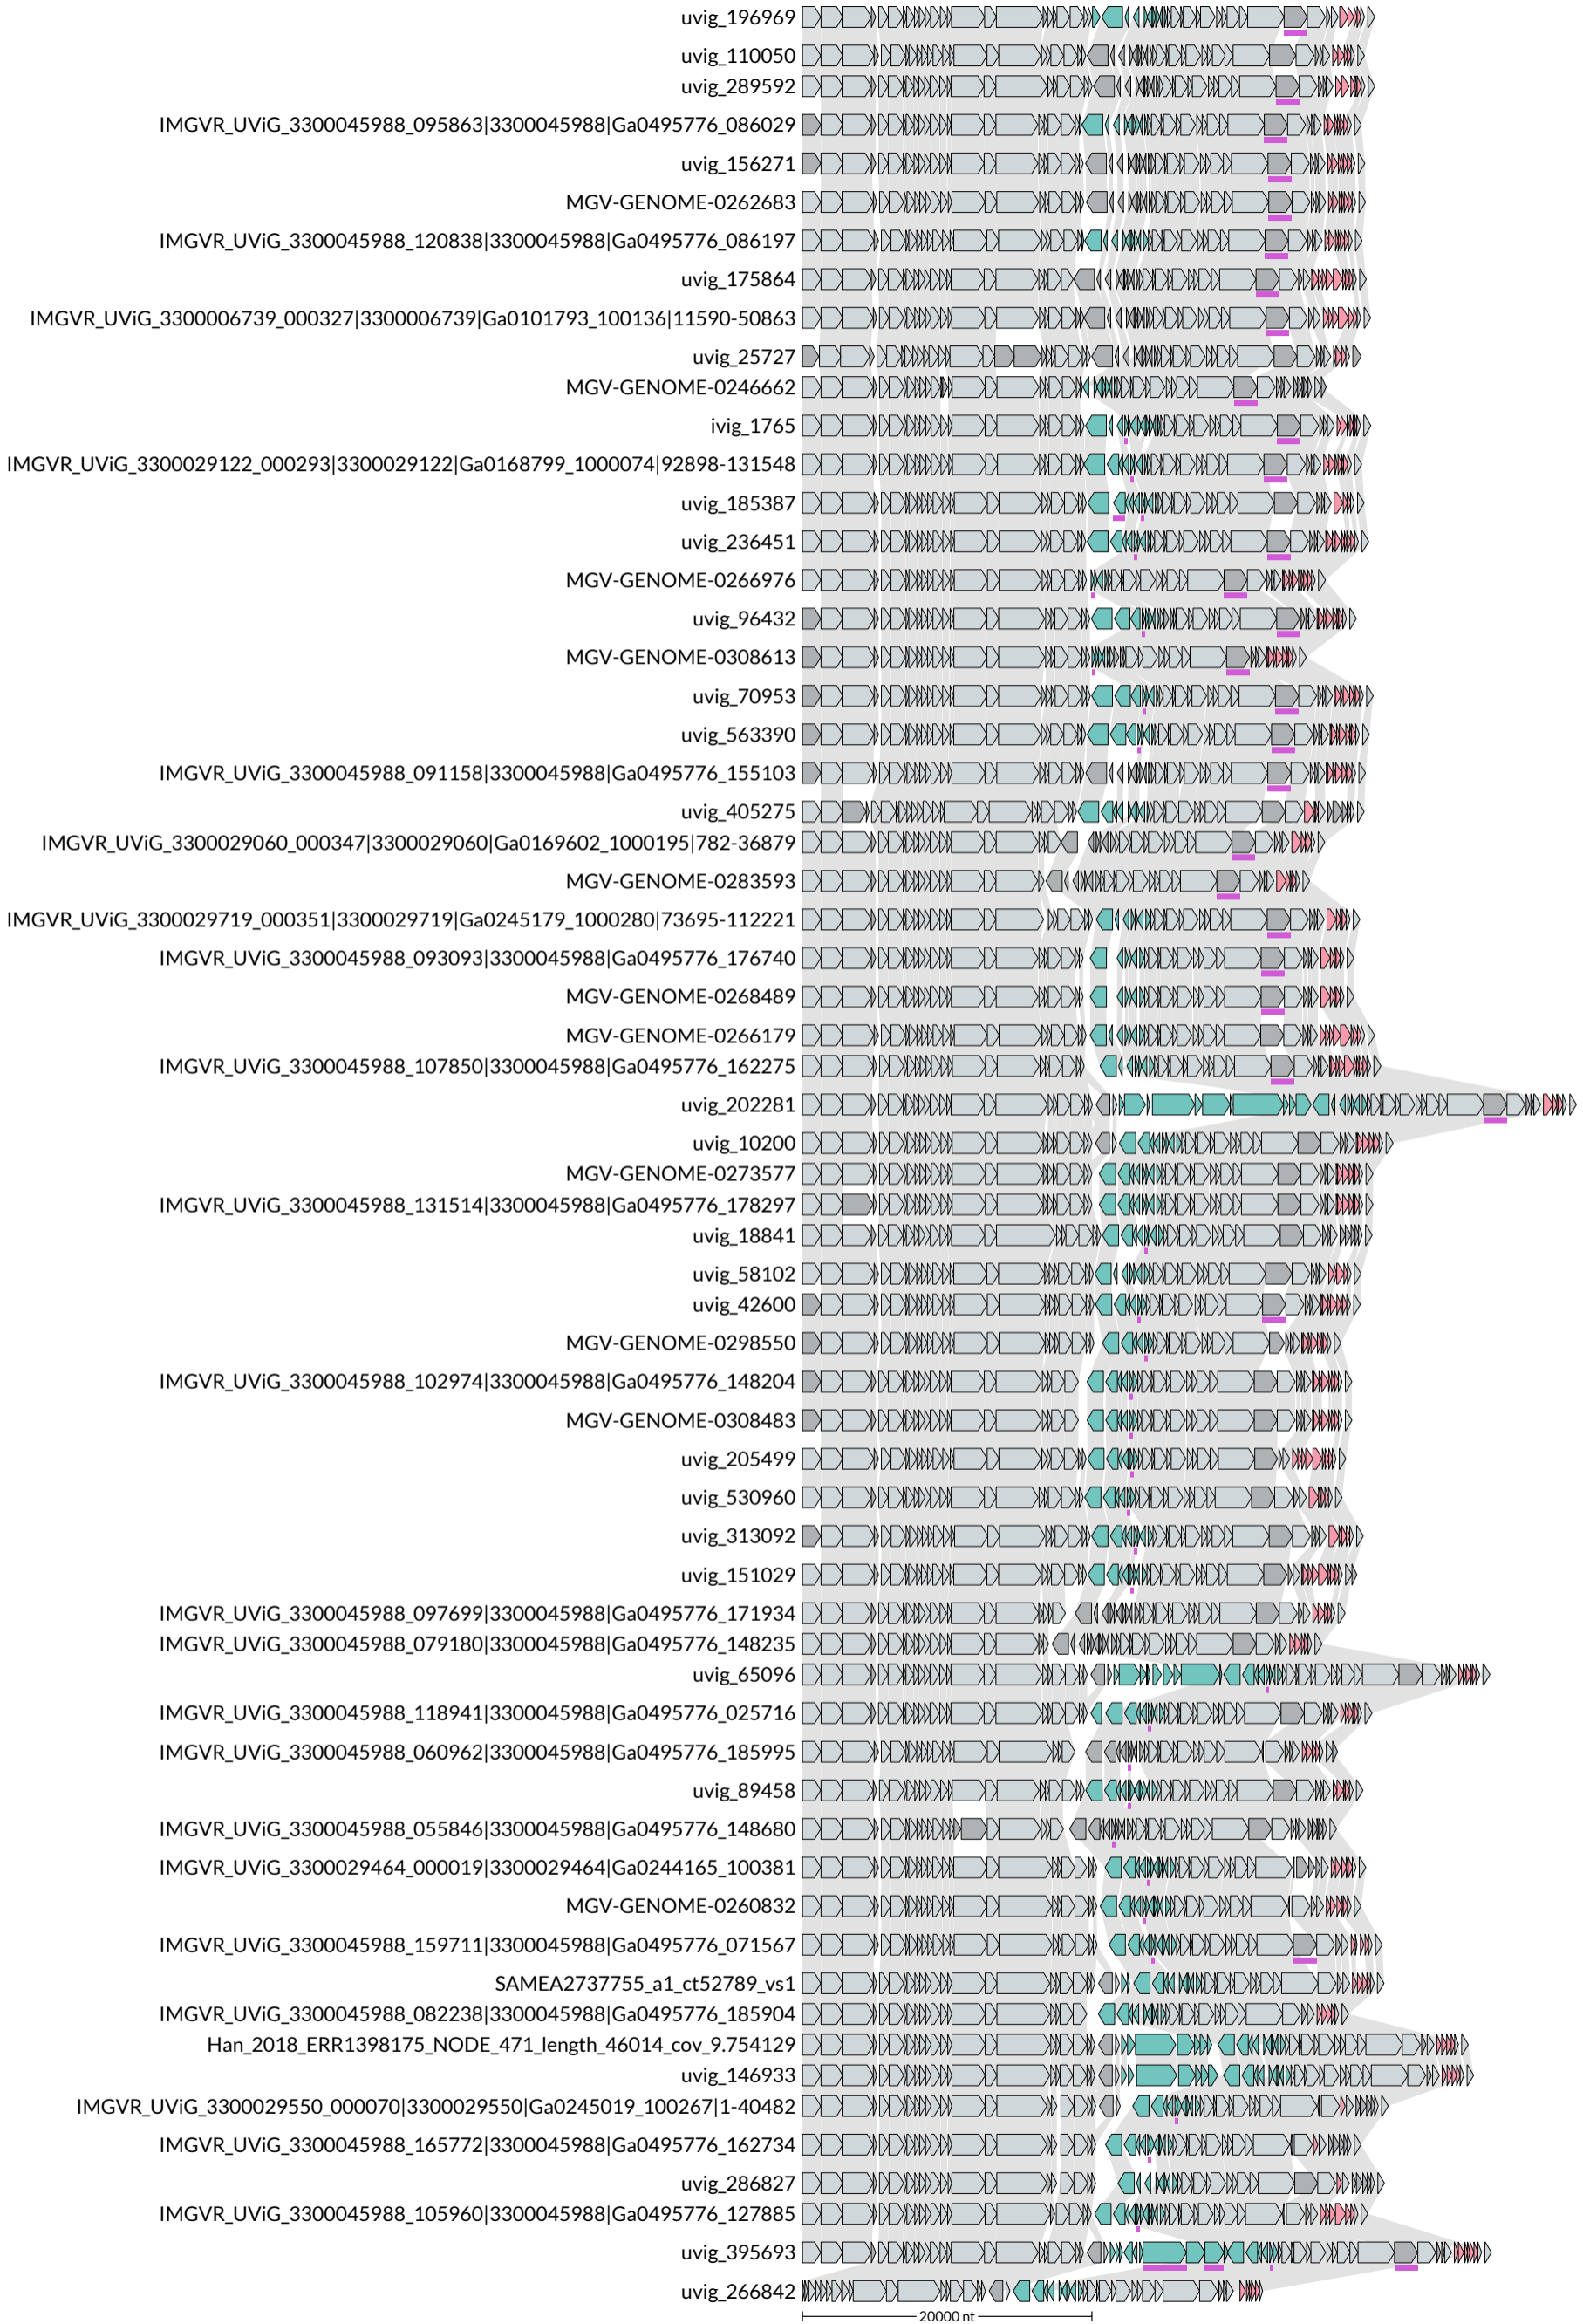 uvig_196969
uvig_110050
uvig_289592
IMGVR_UViG_3300045988_095863|3300045988|Ga0495776_086029
uvig_156271
MGV-GENOME-0262683
IMGVR_UViG_3300045988_120838|3300045988|Ga0495776_086197
uvig_175864
IMGVR_UViG_3300006739_000327|3300006739|Ga0101793_100136|11590-50863
uvig_25727
MGV-GENOME-0246662
ivig_1765
IMGVR_UViG_3300029122_000293|3300029122|Ga0168799_1000074|92898-131548
uvig_185387
uvig_236451
MGV-GENOME-0266976
uvig_96432
MGV-GENOME-0308613
uvig_70953
uvig_563390
IMGVR_UViG_3300045988_091158|3300045988|Ga0495776_155103
uvig_405275
IMGVR_UViG_3300029060_000347|3300029060|Ga0169602_1000195|782-36879
MGV-GENOME-0283593
IMGVR_UViG_3300029719_000351|3300029719|Ga0245179_1000280|73695-112221
IMGVR_UViG_3300045988_093093|3300045988|Ga0495776_176740
MGV-GENOME-0268489
MGV-GENOME-0266179
IMGVR_UViG_3300045988_107850|3300045988|Ga0495776_162275
uvig_202281
uvig_10200
MGV-GENOME-0273577
IMGVR_UViG_3300045988_131514|3300045988|Ga0495776_178297
uvig_18841
uvig_58102
uvig_42600
MGV-GENOME-0298550
IMGVR_UViG_3300045988_102974|3300045988|Ga0495776_148204
MGV-GENOME-0308483
uvig_205499
uvig_530960
uvig_313092
uvig_151029
IMGVR_UViG_3300045988_097699|3300045988|Ga0495776_171934
IMGVR_UViG_3300045988_079180|3300045988|Ga0495776_148235
uvig_65096
IMGVR_UViG_3300045988_118941|3300045988|Ga0495776_025716
IMGVR_UViG_3300045988_060962|3300045988|Ga0495776_185995
uvig_89458
IMGVR_UViG_3300045988_055846|3300045988|Ga0495776_148680
IMGVR_UViG_3300029464_000019|3300029464|Ga0244165_100381
MGV-GENOME-0260832
IMGVR_UViG_3300045988_159711|3300045988|Ga0495776_071567
SAMEA2737755_a1_ct52789_vs1
IMGVR_UViG_3300045988_082238|3300045988|Ga0495776_185904
Han_2018_ERR1398175_NODE_471_length_46014_cov_9.754129
uvig_146933
IMGVR_UViG_3300029550_000070|3300029550|Ga0245019_100267|1-40482
IMGVR_UViG_3300045988_165772|3300045988|Ga0495776_162734
uvig_286827
IMGVR_UViG_3300045988_105960|3300045988|Ga0495776_127885
uvig_395693
uvig_266842
20000 nt